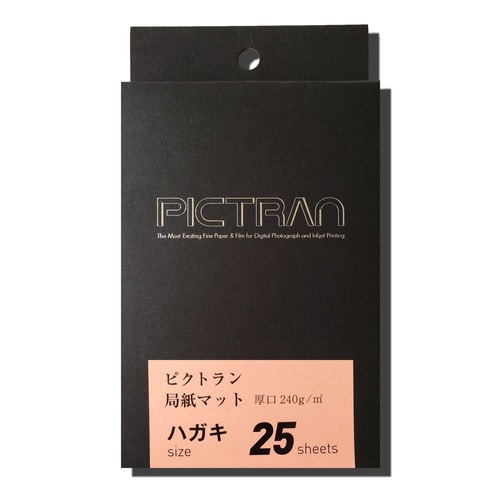 PICTRAN
The Most Exciting Fine Paper & Film for Digital Photograph and Inkjet Printing
ピクトラン
局紙マット 厚口 240g/㎡
ハガキ 25 sheets
size